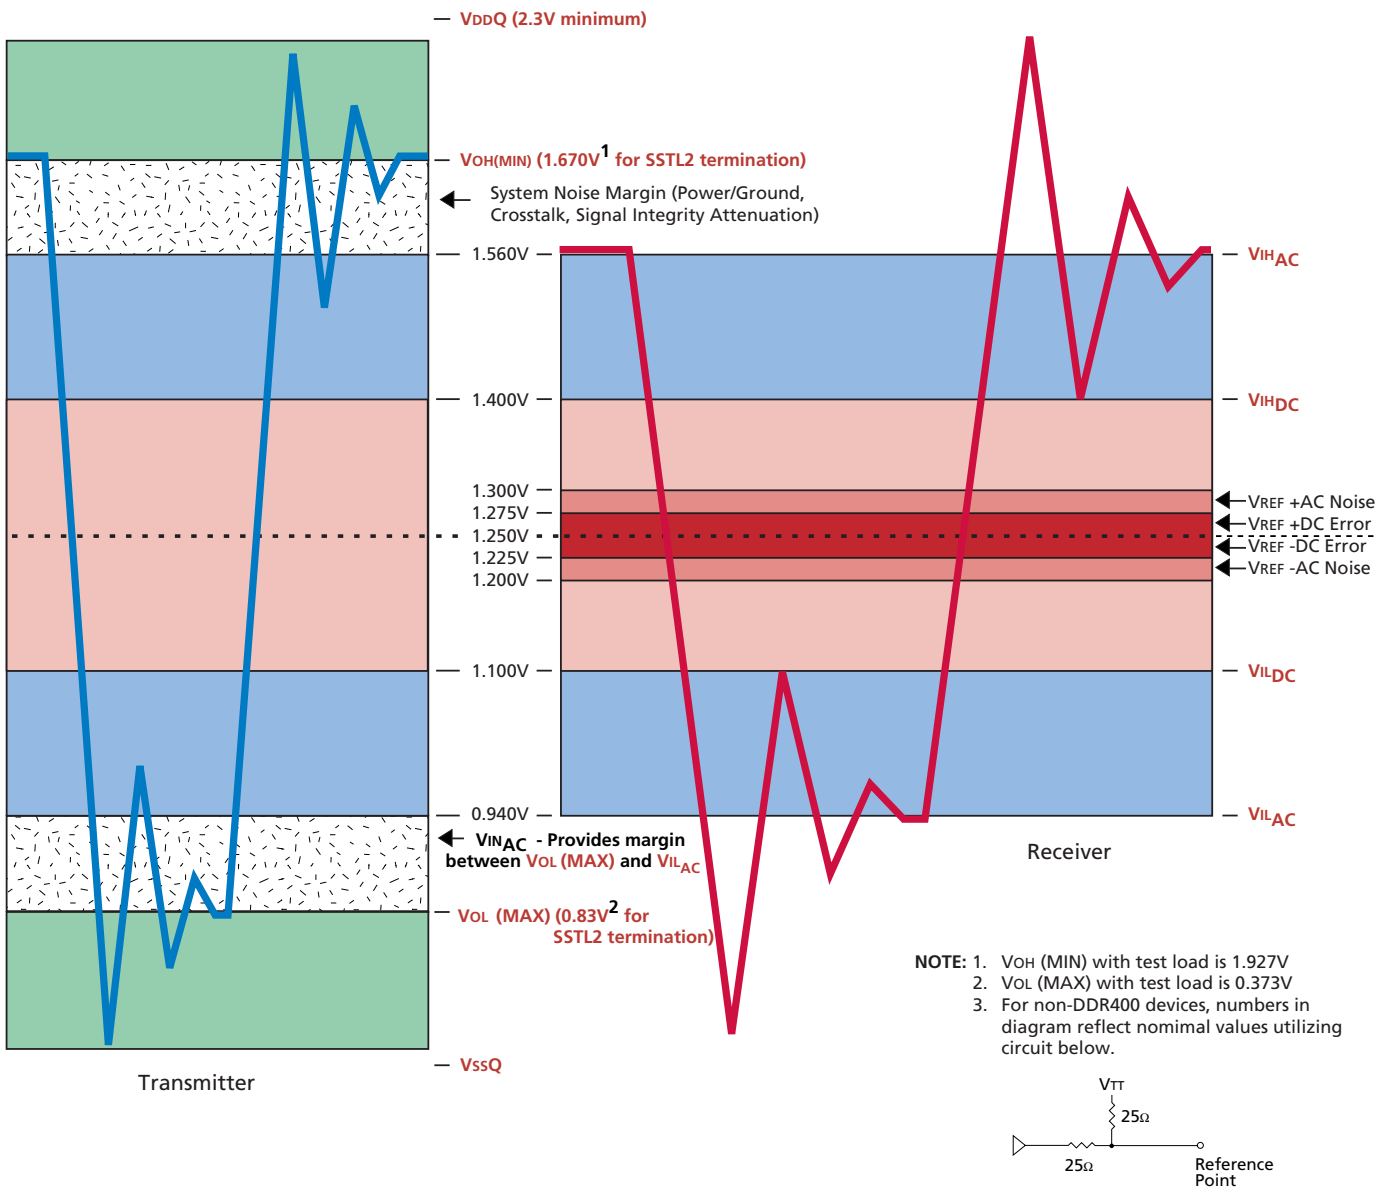 VDDQ (2.3V minimum)
VOH(MIN) (1.670V1 for SSTL2 termination)
System Noise Margin (Power/Ground,
Crosstalk, Signal Integrity Attenuation)
1.560V
VIHAC
1.400V
VIHDC
1.300V
VREF +AC Noise
1.275V
VREF +DC Error
1.250V
VREF -DC Error
1.225V
VREF -AC Noise
1.200V
1.100V
VILDC
0.940V
VILAC
VINAC - Provides margin
between VOL (MAX) and VILAC
Receiver
VOL (MAX) (0.83V2 for
SSTL2 termination)
NOTE: 1. VOH (MIN) with test load is 1.927V
2. VOL (MAX) with test load is 0.373V
3. For non-DDR400 devices, numbers in
diagram reflect nomimal values utilizing
circuit below.
VSSQ
Transmitter
VTT
25Ω
25Ω
Reference
Point